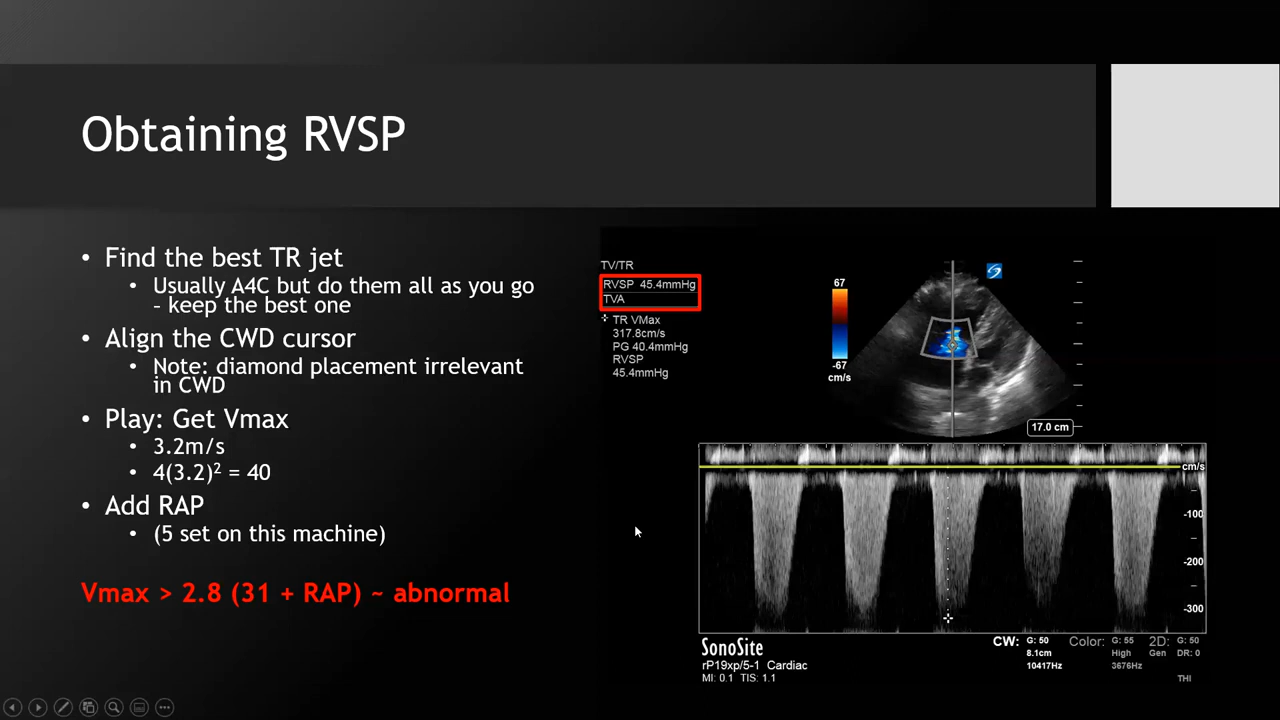 Obtaining RVSP
• Find the best TR jet
• Usually A4C but do them all as you go
– keep the best one
• Align the CWD cursor
• Note: diamond placement irrelevant
in CWD
• Play: Get Vmax
• 3.2m/s
• 4(3.2)² = 40
• Add RAP
• (5 set on this machine)
Vmax > 2.8 (31 + RAP) ~ abnormal
TV/TR
RVSP 45.4mmHg
TVA
TR VMax
317.8cm/s
PG 40.4mmHg
RVSP
45.4mmHg
67
-67
cm/s
17.0 cm
cm/s
-100
-200
-300
SonoSite
rP19xp/5-1 Cardiac
MI: 0.1 TIS: 1.1
CW: G: 50
8.1cm
10417Hz
Color: G: 55
High
3676Hz
2D: G: 50
Gen DR: 0
THI